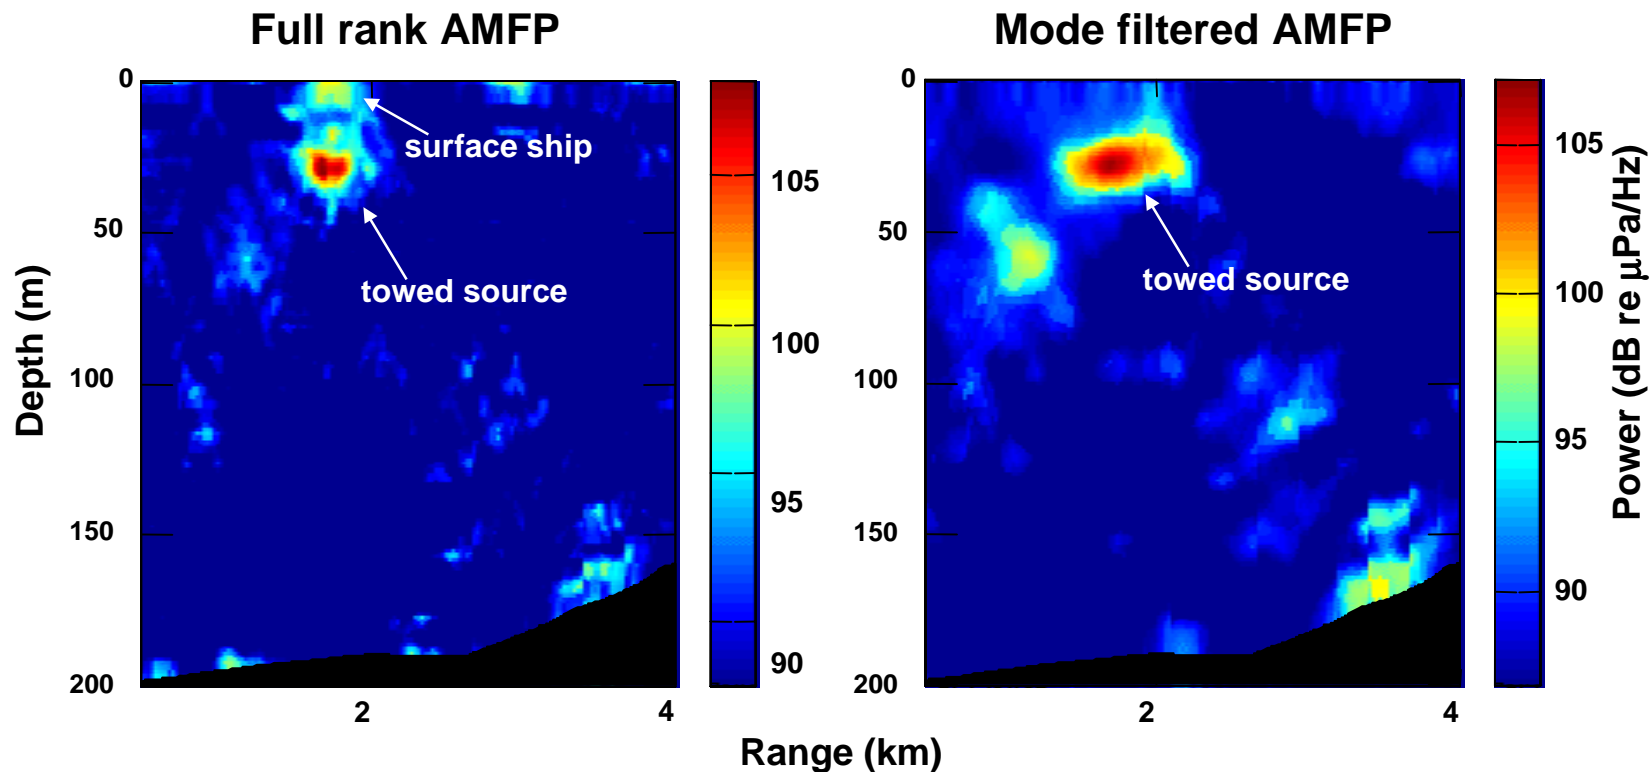 Full rank AMFP
Mode filtered AMFP
0
50
100
150
200
2
4
Depth (m)
surface ship
towed source
105
100
95
90
0
50
100
150
200
2
4
towed source
105
100
95
90
Power (dB re μPa/Hz)
Range (km)